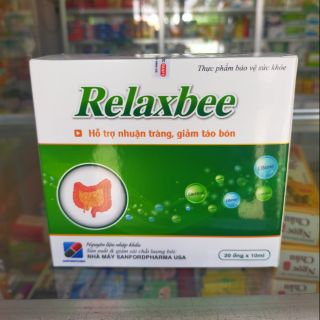 Thực phẩm bảo vệ sức khỏe
Relaxbee
Hỗ trợ nhuận tràng, giảm táo bón
Nguyên liệu nhập khẩu
Sản xuất & giám sát chất lượng bởi:
NHÀ MÁY SANFORDPHARMA USA
20 ống x 10ml